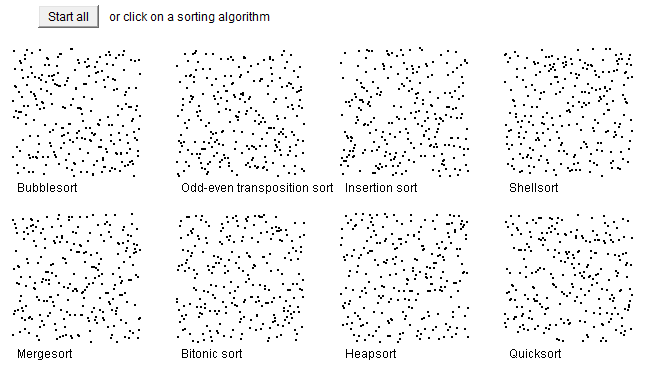 Start all or click on a sorting algorithm
Bubblesort Odd-even transposition sort Insertion sort Shellsort
Mergesort Bitonic sort Heapsort Quicksort